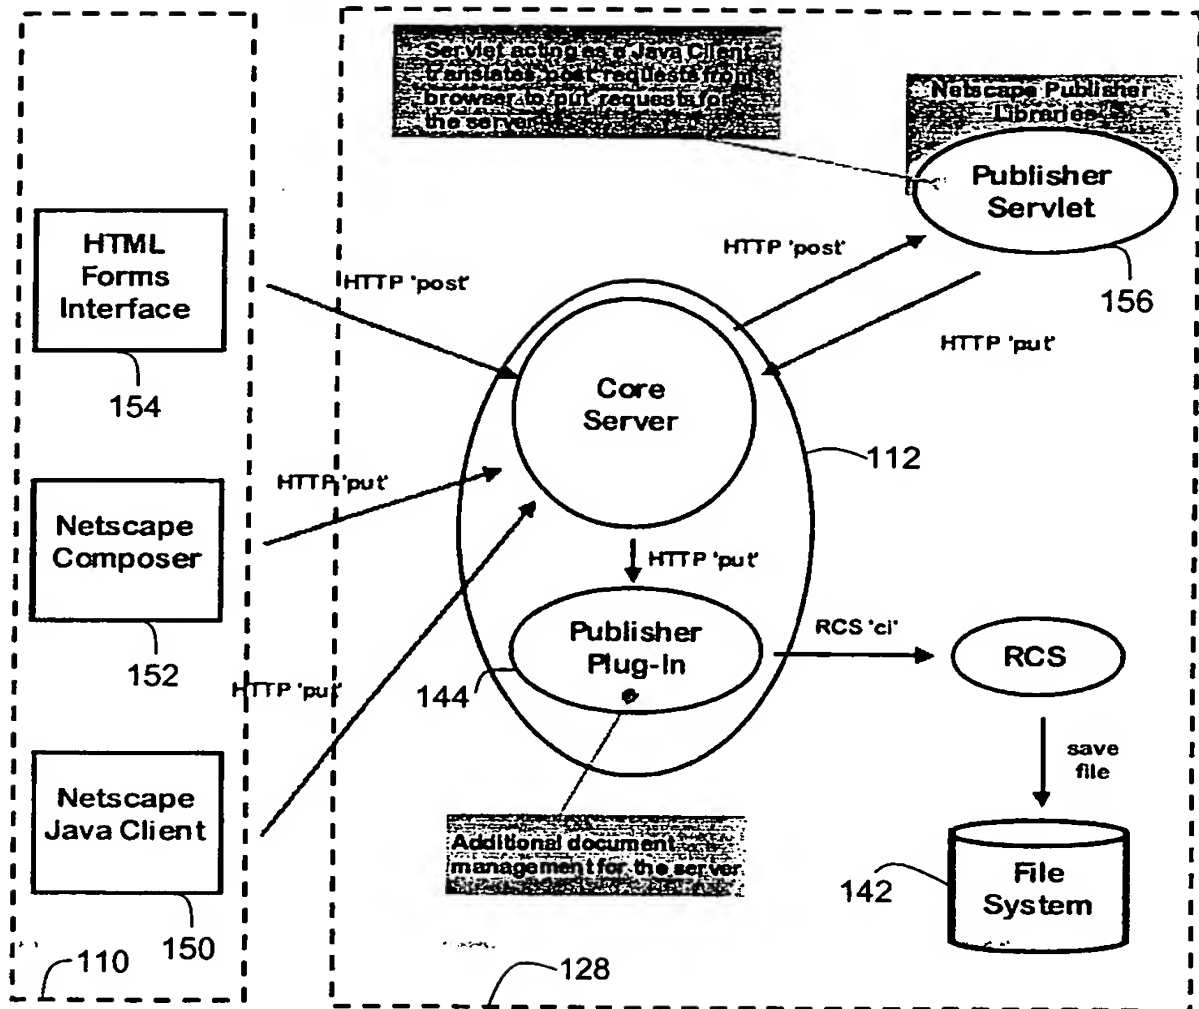 Servlet acting as a Java Client
translates post requests from
browser to put requests for
the server
Netscape Publisher
Libraries
Publisher
Servlet
156
HTML
Forms
Interface
154
HTTP 'post'
HTTP 'post'
HTTP 'put'
Core
Server
112
Netscape
Composer
152
HTTP 'put'
HTTP 'put'
HTTP 'put'
Publisher
Plug-In
144
RCS 'ci'
RCS
save
file
Netscape
Java Client
150
Additional document
management for the server
File
System
142
110
128